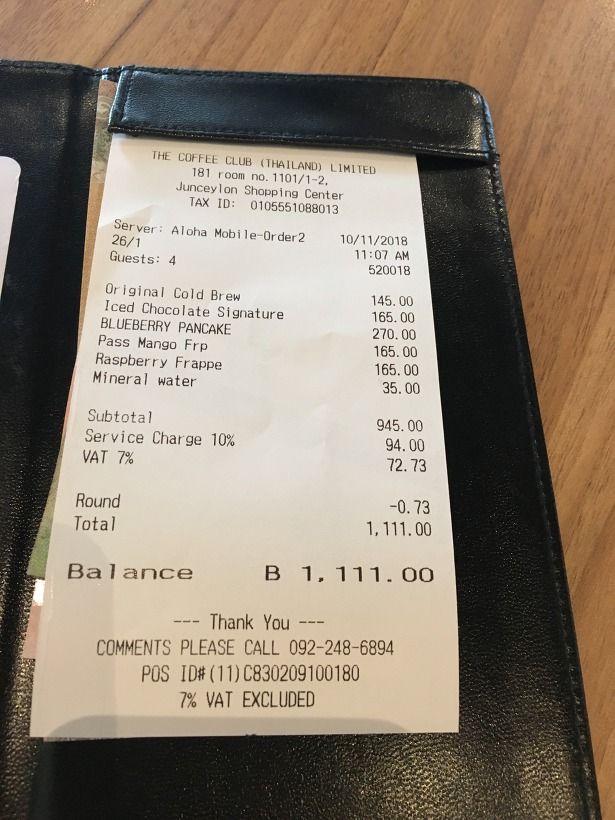 THE COFFEE CLUB (THAILAND) LIMITED
181 room no.1101/1-2,
Junceylon Shopping Center
TAX ID: 0105551088013
Server: Aloha Mobile-Order2 10/11/2018
26/1 11:07 AM
Guests: 4 520018
Original Cold Brew 145.00
Iced Chocolate Signature 165.00
BLUEBERRY PANCAKE 270.00
Pass Mango Frp 165.00
Raspberry Frappe 165.00
Mineral water 35.00
Subtotal 945.00
Service Charge 10% 94.00
VAT 7% 72.73
Round -0.73
Total 1,111.00
Balance B 1,111.00
--- Thank You ---
COMMENTS PLEASE CALL 092-248-6894
POS ID#(11)C830209100180
7% VAT EXCLUDED